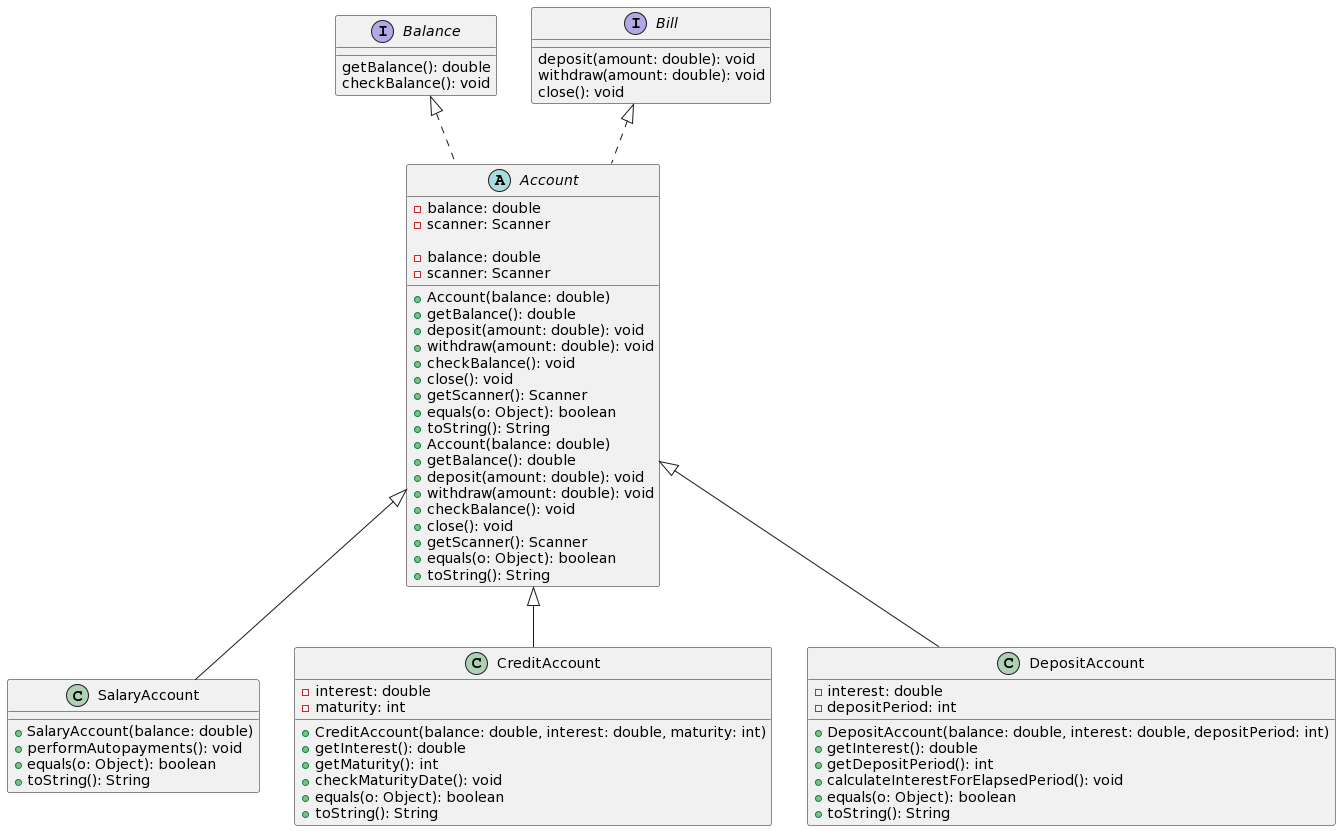 I Balance
getBalance(): double
checkBalance(): void
I Bill
deposit(amount: double): void
withdraw(amount: double): void
close(): void
A Account
balance: double
scanner: Scanner
balance: double
scanner: Scanner
Account(balance: double)
getBalance(): double
deposit(amount: double): void
withdraw(amount: double): void
checkBalance(): void
close(): void
getScanner(): Scanner
equals(o: Object): boolean
toString(): String
Account(balance: double)
getBalance(): double
deposit(amount: double): void
withdraw(amount: double): void
checkBalance(): void
close(): void
getScanner(): Scanner
equals(o: Object): boolean
toString(): String
C SalaryAccount
SalaryAccount(balance: double)
performAutopayments(): void
equals(o: Object): boolean
toString(): String
C CreditAccount
interest: double
maturity: int
CreditAccount(balance: double, interest: double, maturity: int)
getInterest(): double
getMaturity(): int
checkMaturityDate(): void
equals(o: Object): boolean
toString(): String
C DepositAccount
interest: double
depositPeriod: int
DepositAccount(balance: double, interest: double, depositPeriod: int)
getInterest(): double
getDepositPeriod(): int
calculateInterestForElapsedPeriod(): void
equals(o: Object): boolean
toString(): String